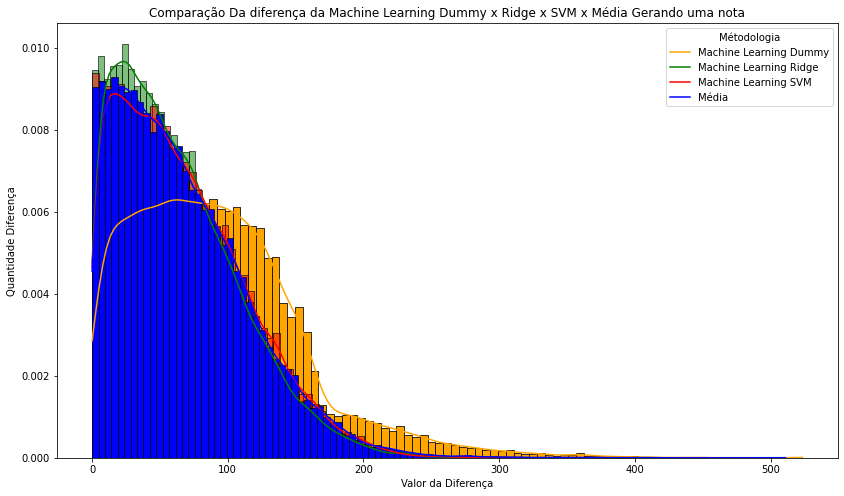 Comparação Da diferença da Machine Learning Dummy x Ridge x SVM x Média Gerando uma nota
Métodologia
Machine Learning Dummy
Machine Learning Ridge
Machine Learning SVM
Média
Quantidade Diferença
0.010
0.008
0.006
0.004
0.002
0.000
0
100
200
300
400
500
Valor da Diferença